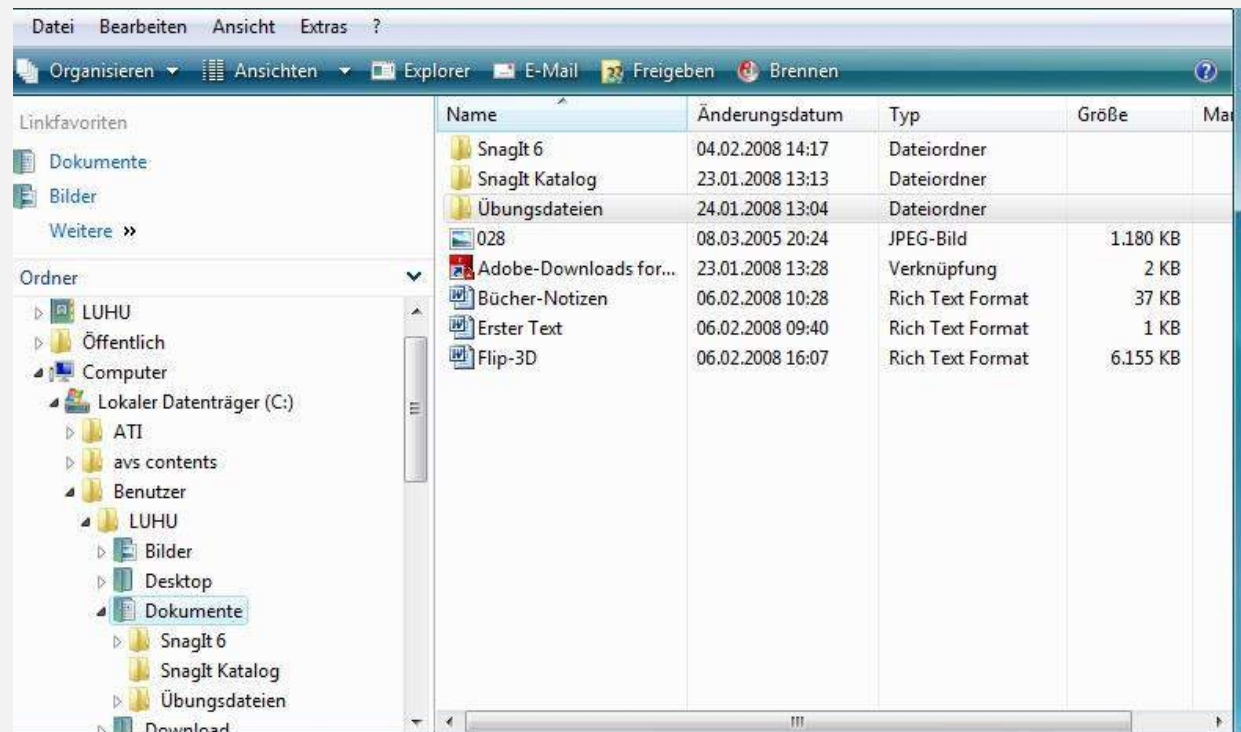 Datei Bearbeiten Ansicht Extras ?
Organisieren Ansichten Explorer E-Mail Freigeben Brennen
Linkfavoriten
Dokumente
Bilder
Weitere »
Ordner
LUHU
Öffentlich
Computer
Lokaler Datenträger (C:)
ATI
avs contents
Benutzer
LUHU
Bilder
Desktop
Dokumente
SnagIt 6
SnagIt Katalog
Übungsdateien
Download
Name Änderungsdatum Typ Größe Mar
SnagIt 6 04.02.2008 14:17 Dateiordner
SnagIt Katalog 23.01.2008 13:13 Dateiordner
Übungsdateien 24.01.2008 13:04 Dateiordner
028 08.03.2005 20:24 JPEG-Bild 1.180 KB
Adobe-Downloads for... 23.01.2008 13:28 Verknüpfung 2 KB
Bücher-Notizen 06.02.2008 10:28 Rich Text Format 37 KB
Erster Text 06.02.2008 09:40 Rich Text Format 1 KB
Flip-3D 06.02.2008 16:07 Rich Text Format 6.155 KB